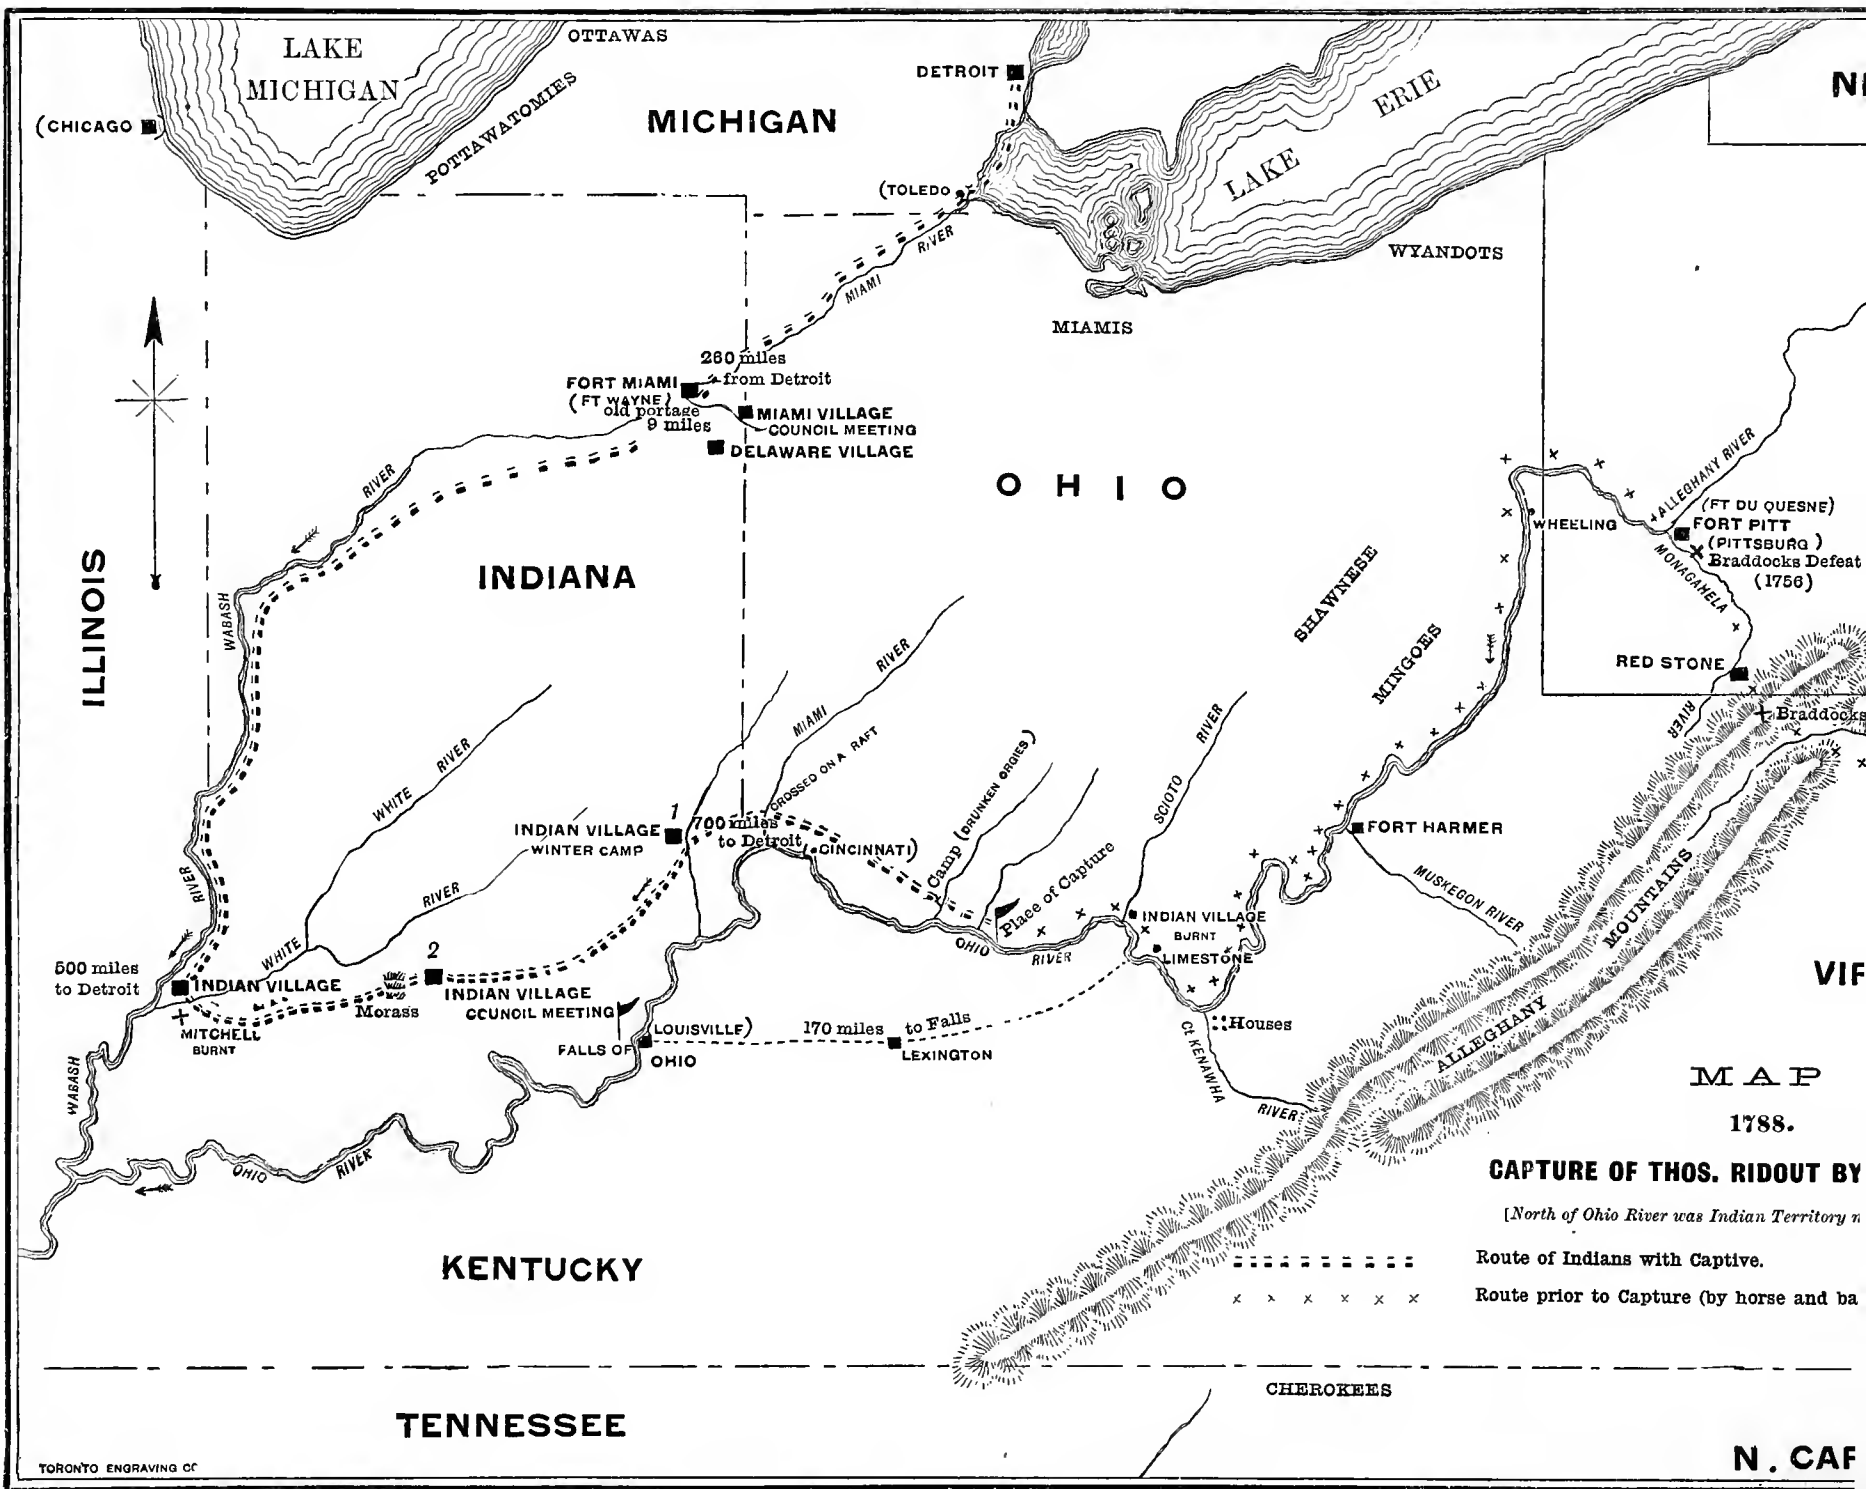 LAKE
MICHIGAN
OTTAWAS
(CHICAGO
POTTAWATOMIES
MICHIGAN
DETROIT
LAKE ERIE
(TOLEDO
WYANDOTS
MIAMI RIVER
MIAMIS
260 miles
from Detroit
FORT MIAMI
(FT WAYNE)
old portage
9 miles
MIAMI VILLAGE
COUNCIL MEETING
DELAWARE VILLAGE
OHIO
INDIANA
ILLINOIS
WABASH RIVER
RIVER
ALLEGHANY RIVER
(FT DU QUESNE)
FORT PITT
(PITTSBURG)
Braddocks Defeat
(1756)
WHEELING
MONAGAHELA
RIVER
RED STONE
Braddocks
SHAWNESE
MINGOES
WHITE RIVER
WHITE
RIVER
MIAMI RIVER
CROSSED ON A RAFT
1
INDIAN VILLAGE
WINTER CAMP
700 miles
to Detroit
(CINCINNATI)
Camp (DRUNKEN ORGIES)
Place of Capture
SCIOTO RIVER
FORT HARMER
MUSKEGON RIVER
INDIAN VILLAGE
BURNT
LIMESTONE
OHIO RIVER
500 miles
to Detroit
INDIAN VILLAGE
MITCHELL
BURNT
Morass
2
INDIAN VILLAGE
COUNCIL MEETING
FALLS OF
OHIO
LOUISVILLE)
170 miles to Falls
LEXINGTON
Houses
Ct KENAWHA
RIVER
ALLEGHANY MOUNTAINS
WABASH
OHIO RIVER
KENTUCKY
NI
VIF
MAP
1788.
CAPTURE OF THOS. RIDOUT BY
[North of Ohio River was Indian Territory n
Route of Indians with Captive.
Route prior to Capture (by horse and ba
CHEROKEES
TENNESSEE
N. CAR
TORONTO ENGRAVING CO